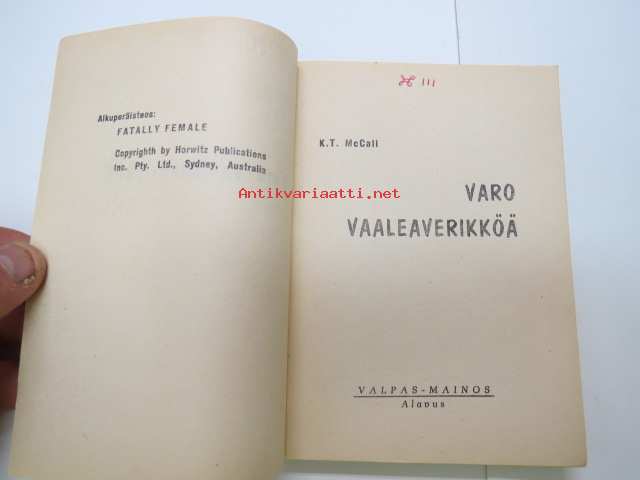 Alkuperäisteos:
FATALLY FEMALE
Copyrighth by Horwitz Publications
Inc. Pty. Ltd., Sydney, Australia
Antikvariaatti.net
111
K.T. McCall
VARO
VAALEAVERIKKÖÄ
VALPAS-MAINOS
Alavus